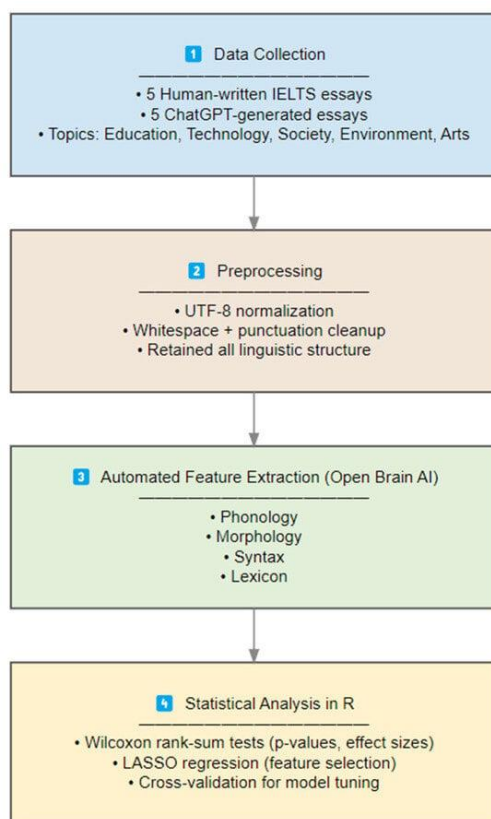 1 Data Collection
• 5 Human-written IELTS essays
• 5 ChatGPT-generated essays
• Topics: Education, Technology, Society, Environment, Arts
2 Preprocessing
• UTF-8 normalization
• Whitespace + punctuation cleanup
• Retained all linguistic structure
3 Automated Feature Extraction (Open Brain AI)
• Phonology
• Morphology
• Syntax
• Lexicon
4 Statistical Analysis in R
• Wilcoxon rank-sum tests (p-values, effect sizes)
• LASSO regression (feature selection)
• Cross-validation for model tuning